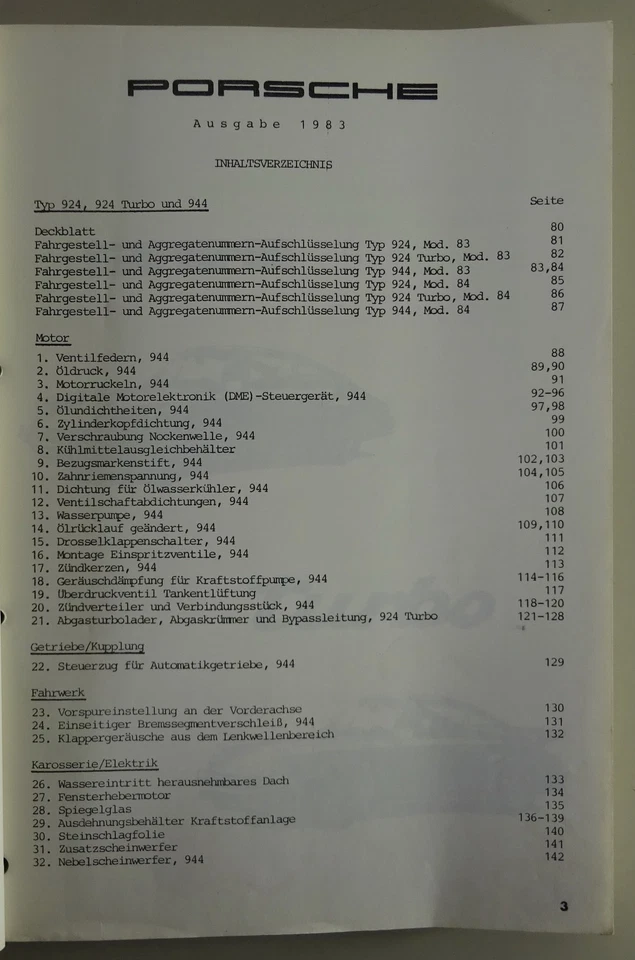 PORSCHE
Ausgabe 1983
INHALTSVERZEICHNIS
Typ 924, 924 Turbo und 944 Seite
Deckblatt 80
Fahrgestell- und Aggregatenummern-Aufschlüsselung Typ 924, Mod. 83 81
Fahrgestell- und Aggregatenummern-Aufschlüsselung Typ 924 Turbo, Mod. 83 82
Fahrgestell- und Aggregatenummern-Aufschlüsselung Typ 944, Mod. 83 83,84
Fahrgestell- und Aggregatenummern-Aufschlüsselung Typ 924, Mod. 84 85
Fahrgestell- und Aggregatenummern-Aufschlüsselung Typ 924 Turbo, Mod. 84 86
Fahrgestell- und Aggregatenummern-Aufschlüsselung Typ 944, Mod. 84 87
Motor
1. Ventilfedern, 944 88
2. Öldruck, 944 89,90
3. Motorruckeln, 944 91
4. Digitale Motorelektronik (DME)-Steuergerät, 944 92-96
5. Ölundichtheiten, 944 97,98
6. Zylinderkopfdichtung, 944 99
7. Verschraubung Nockenwelle, 944 100
8. Kühlmittelausgleichbehälter 101
9. Bezugsmarkenstift, 944 102,103
10. Zahnriemenspannung, 944 104,105
11. Dichtung für Ölwasserkühler, 944 106
12. Ventilschaftabdichtungen, 944 107
13. Wasserpumpe, 944 108
14. Ölrücklauf geändert, 944 109,110
15. Drosselklappenschalter, 944 111
16. Montage Einspritzventile, 944 112
17. Zündkerzen, 944 113
18. Geräuschdämpfung für Kraftstoffpumpe, 944 114-116
19. Überdruckventil Tankentlüftung 117
20. Zündverteiler und Verbindungsstück, 944 118-120
21. Abgasturbolader, Abgaskrümmer und Bypassleitung, 924 Turbo 121-128
Getriebe/Kupplung
22. Steuerzug für Automatikgetriebe, 944 129
Fahrwerk
23. Vorspureinstellung an der Vorderachse 130
24. Einseitiger Bremssegmentverschleiß, 944 131
25. Klappergeräusche aus dem Lenkwellenbereich 132
Karosserie/Elektrik
26. Wassereintritt herausnehmbares Dach 133
27. Fensterhebermotor 134
28. Spiegelglas 135
29. Ausdehnungsbehälter Kraftstoffanlage 136-139
30. Steinschlagfolie 140
31. Zusatzscheinwerfer 141
32. Nebelscheinwerfer, 944 142
3